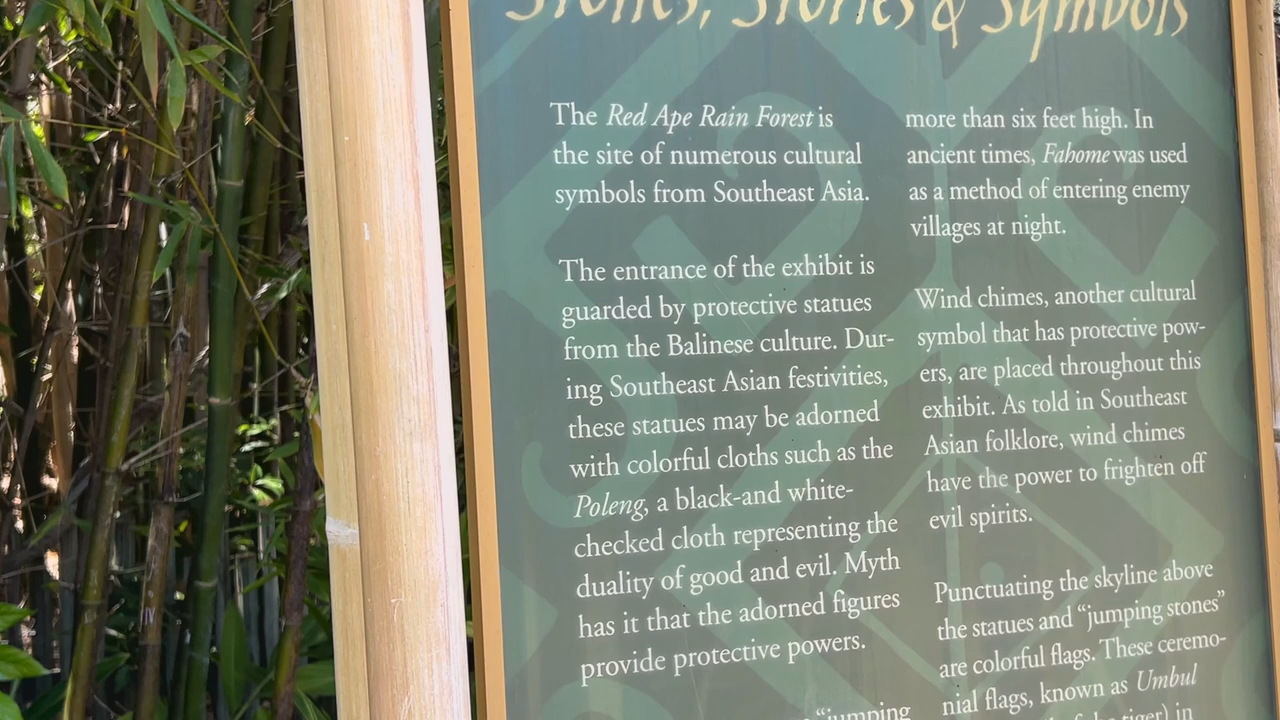 Stones, Stories & Symbols
The Red Ape Rain Forest is
the site of numerous cultural
symbols from Southeast Asia.
The entrance of the exhibit is
guarded by protective statues
from the Balinese culture. Dur-
ing Southeast Asian festivities,
these statues may be adorned
with colorful cloths such as the
Poleng, a black-and white-
checked cloth representing the
duality of good and evil. Myth
has it that the adorned figures
provide protective powers.
"jumping
more than six feet high. In
ancient times, Fahome was used
as a method of entering enemy
villages at night.
Wind chimes, another cultural
symbol that has protective pow-
ers, are placed throughout this
exhibit. As told in Southeast
Asian folklore, wind chimes
have the power to frighten off
evil spirits.
Punctuating the skyline above
the statues and "jumping stones"
are colorful flags. These ceremo-
nial flags, known as Umbul
tiger) in